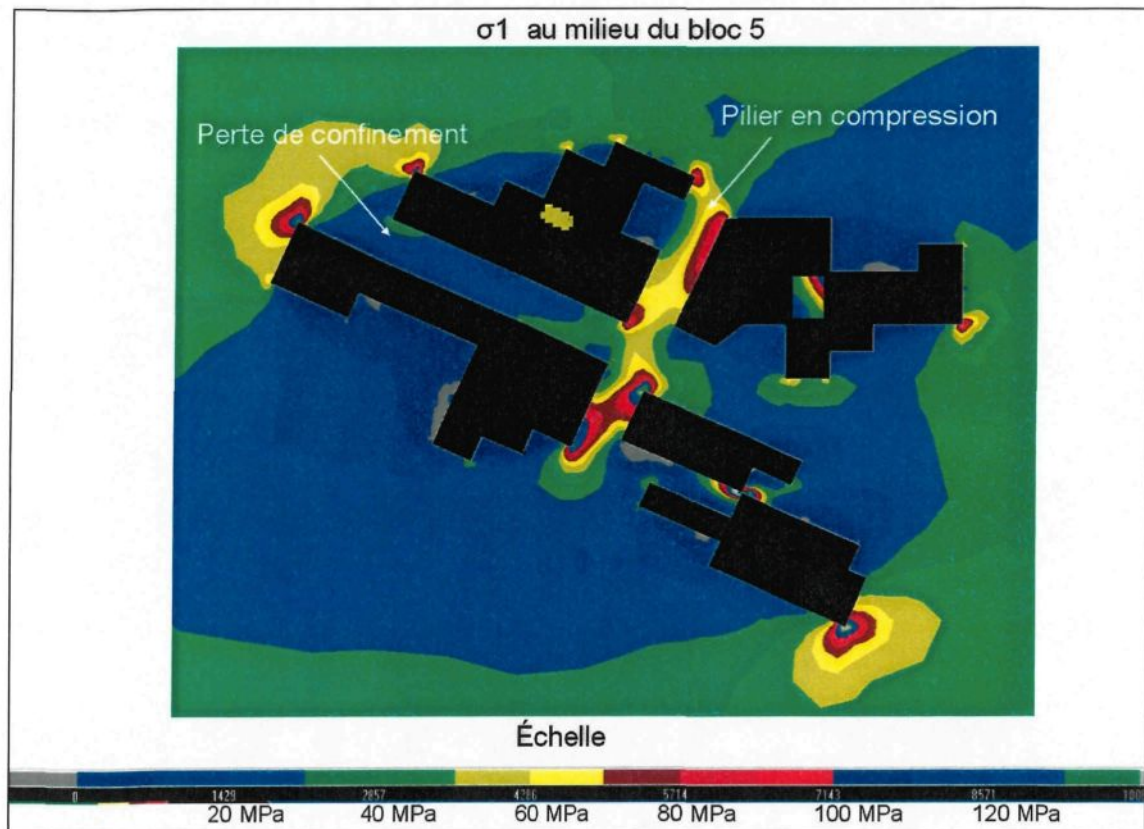 σ1 au milieu du bloc 5
Perte de confinement
Pilier en compression
Échelle
0 1429 2857 4286 5714 7143 8571
20 MPa 40 MPa 60 MPa 80 MPa 100 MPa 120 MPa